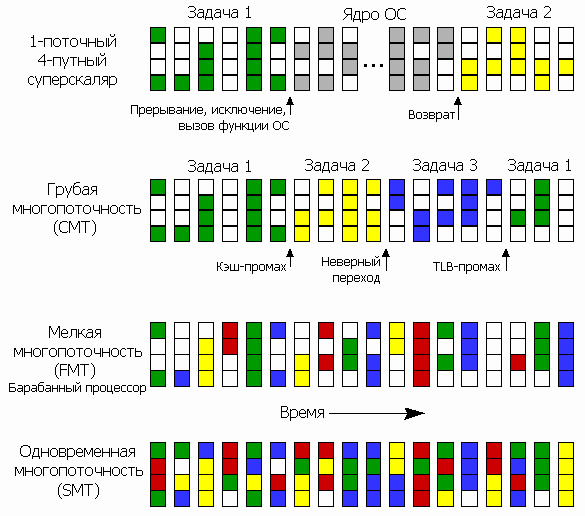 Задача 1 Ядро ОС Задача 2
1-поточный
4-путный
суперскаляр
...
Прерывание, исключение,
вызов функции ОС
Возврат
Задача 1 Задача 2 Задача 3 Задача 1
Грубая
многопоточность
(CMT)
Кэш-промах
Неверный
переход
TLB-промах
Мелкая
многопоточность
(FMT)
Барабанный процессор
Время
Одновременная
многопоточность
(SMT)